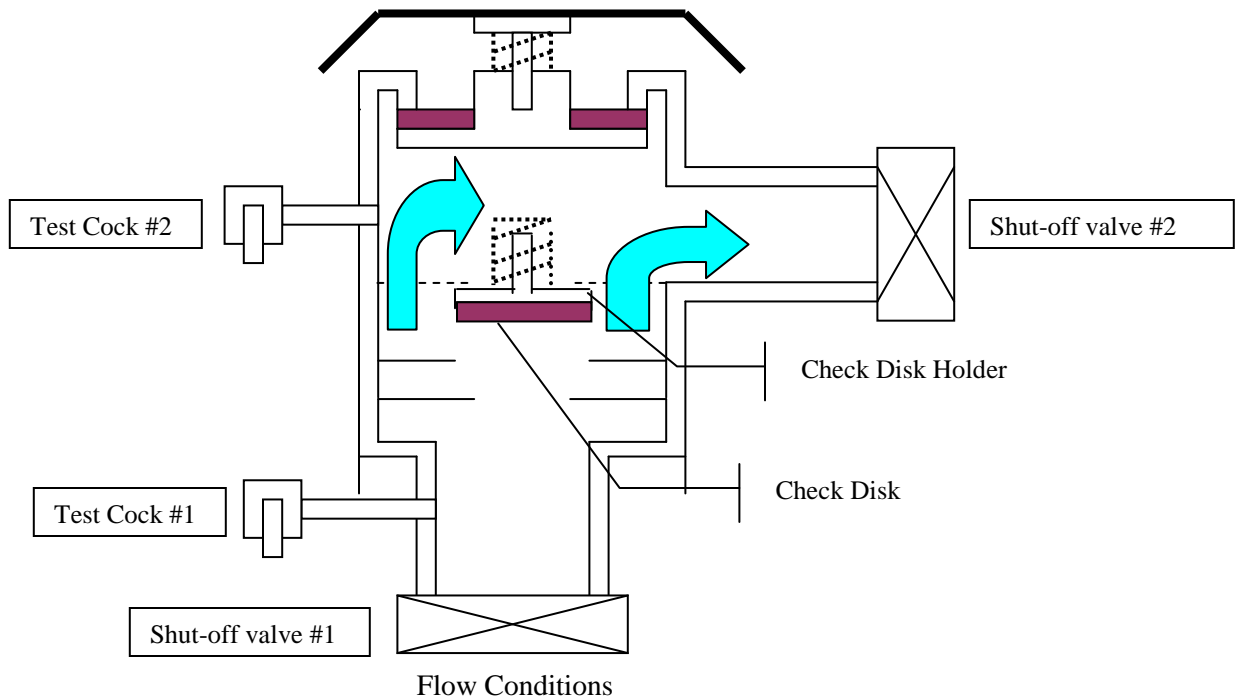 Test Cock #2
Shut-off valve #2
Check Disk Holder
Check Disk
Test Cock #1
Shut-off valve #1
Flow Conditions